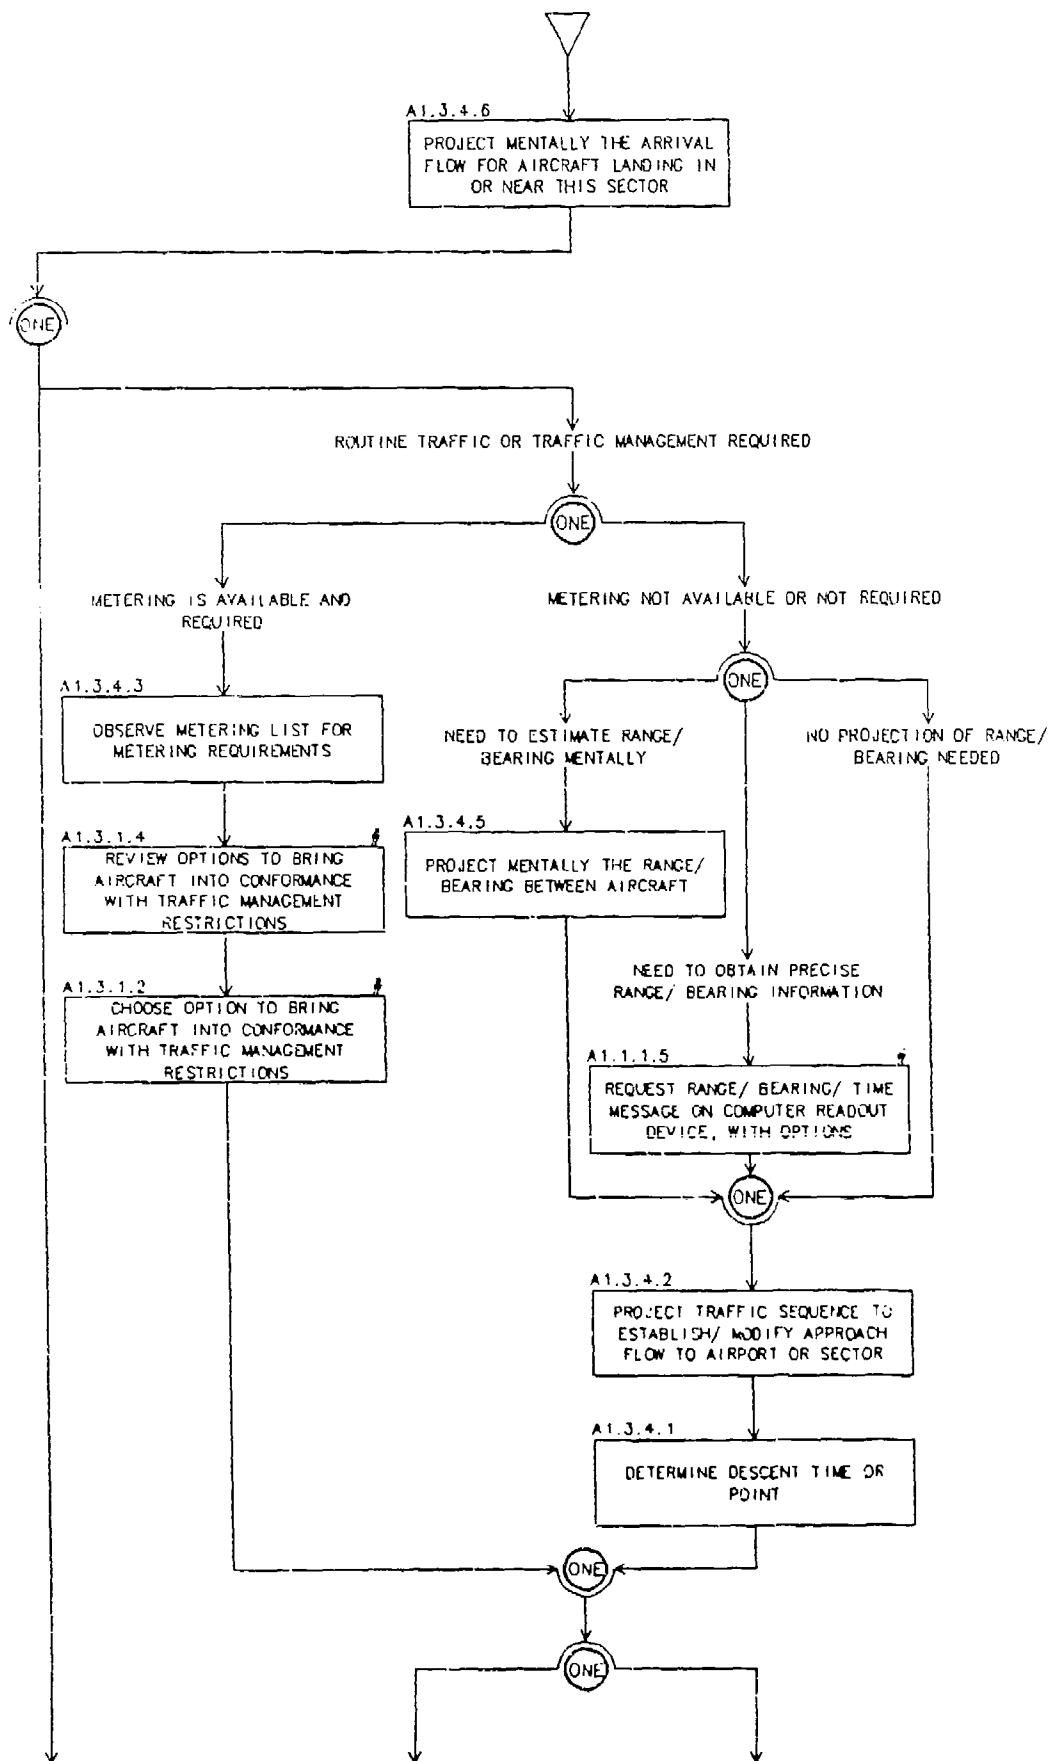 A1.3.4.6
PROJECT MENTALLY THE ARRIVAL
FLOW FOR AIRCRAFT LANDING IN
OR NEAR THIS SECTOR
ONE
ROUTINE TRAFFIC OR TRAFFIC MANAGEMENT REQUIRED
ONE
METERING IS AVAILABLE AND
REQUIRED
METERING NOT AVAILABLE OR NOT REQUIRED
ONE
A1.3.4.3
OBSERVE METERING LIST FOR
METERING REQUIREMENTS
NEED TO ESTIMATE RANGE/
BEARING MENTALLY
NO PROJECTION OF RANGE/
BEARING NEEDED
A1.3.1.4
REVIEW OPTIONS TO BRING
AIRCRAFT INTO CONFORMANCE
WITH TRAFFIC MANAGEMENT
RESTRICTIONS
A1.3.4.5
PROJECT MENTALLY THE RANGE/
BEARING BETWEEN AIRCRAFT
NEED TO OBTAIN PRECISE
RANGE/ BEARING INFORMATION
A1.3.1.2
CHOOSE OPTION TO BRING
AIRCRAFT INTO CONFORMANCE
WITH TRAFFIC MANAGEMENT
RESTRICTIONS
A1.1.1.5
REQUEST RANGE/ BEARING/ TIME
MESSAGE ON COMPUTER READOUT
DEVICE, WITH OPTIONS
ONE
A1.3.4.2
PROJECT TRAFFIC SEQUENCE TO
ESTABLISH/ MODIFY APPROACH
FLOW TO AIRPORT OR SECTOR
A1.3.4.1
DETERMINE DESCENT TIME OR
POINT
ONE
ONE